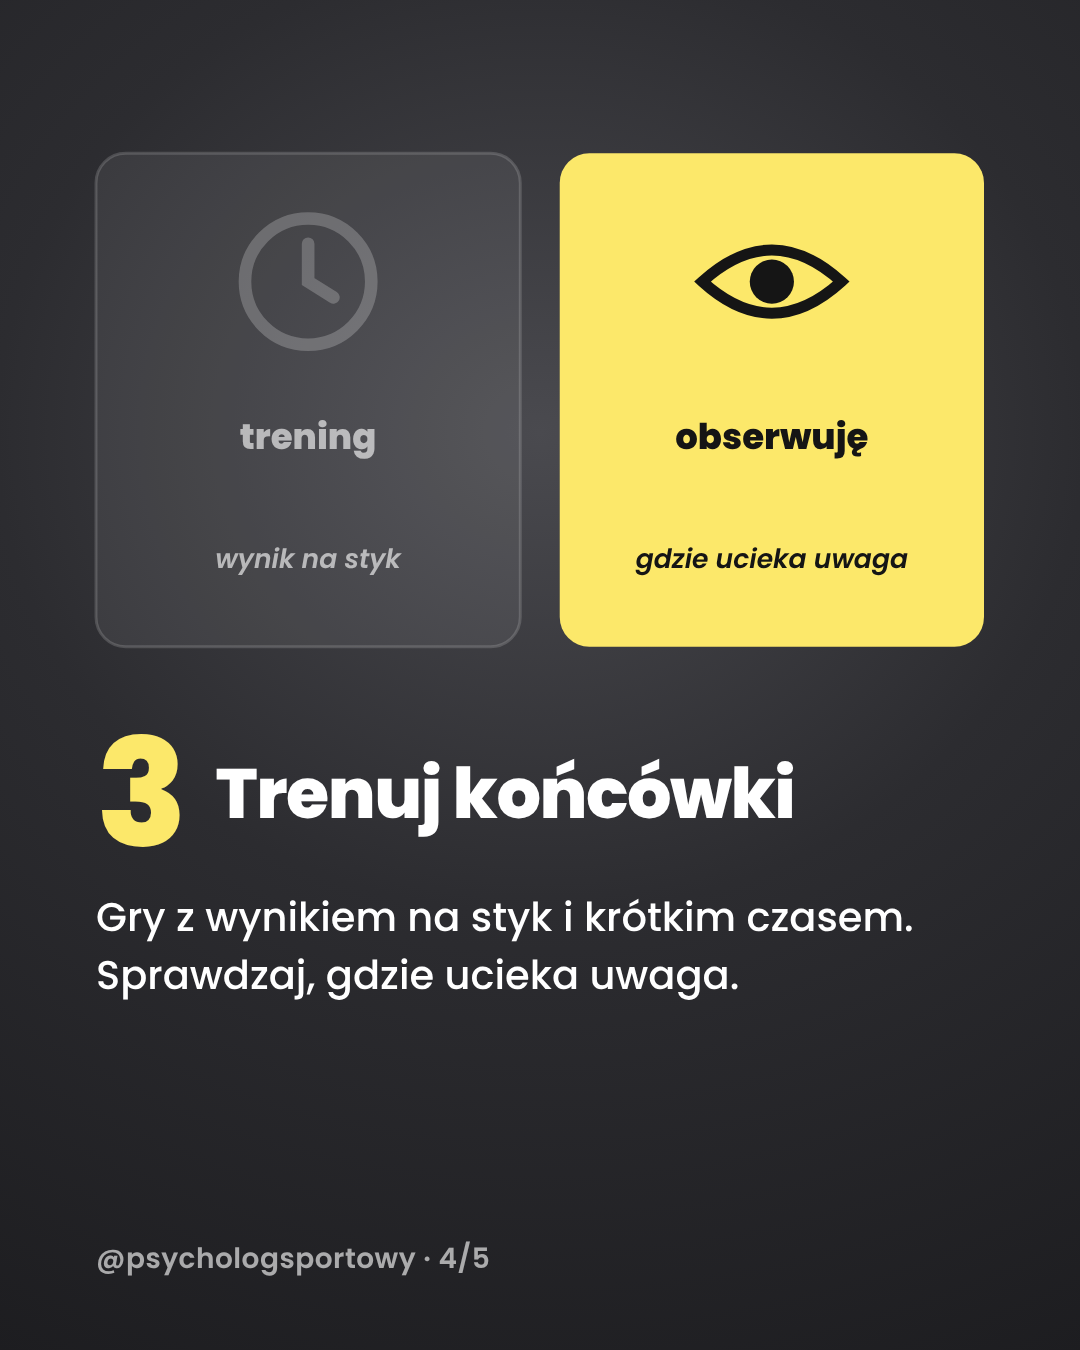 trening
wynik na styk
obserwuję
gdzie ucieka uwaga
3 Trenuj końcówki
Gry z wynikiem na styk i krótkim czasem.
Sprawdzaj, gdzie ucieka uwaga.
@psychologsportowy · 4/5